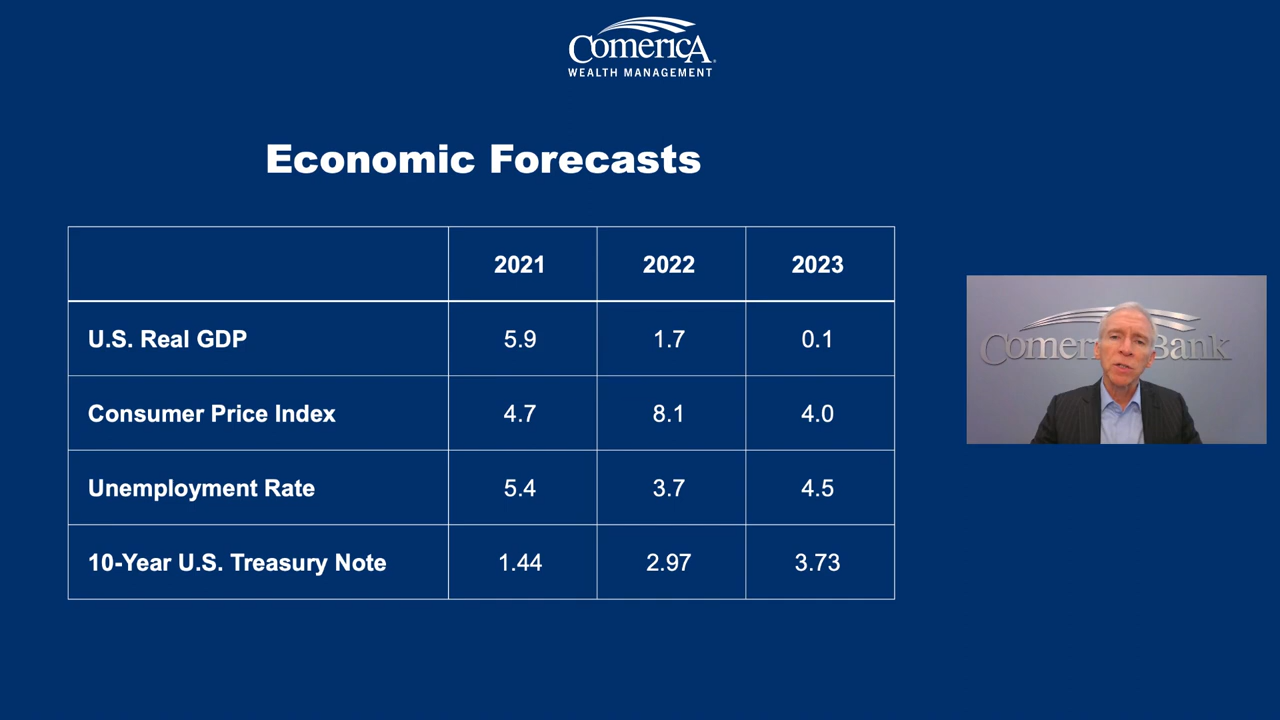 Comerica
WEALTH MANAGEMENT
Economic Forecasts
2021 2022 2023
U.S. Real GDP 5.9 1.7 0.1
Consumer Price Index 4.7 8.1 4.0
Unemployment Rate 5.4 3.7 4.5
10-Year U.S. Treasury Note 1.44 2.97 3.73
Comerica Bank